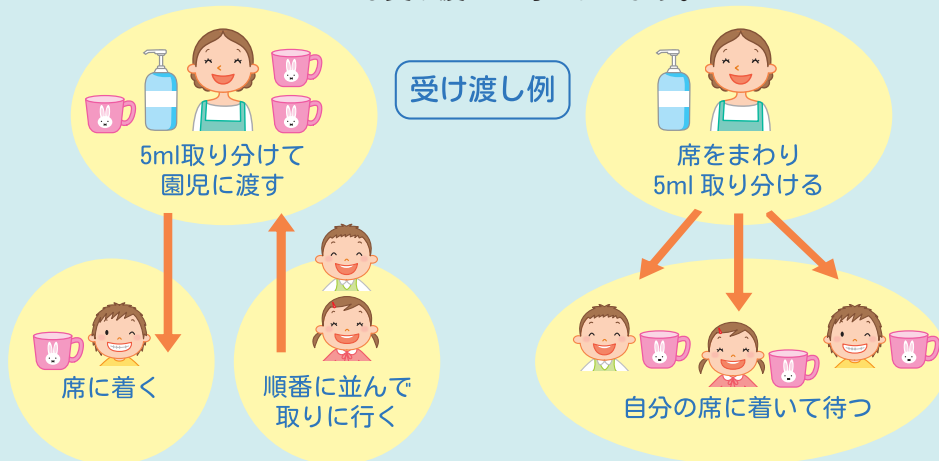 受け渡し例
5ml取り分けて
園児に渡す
席に着く
順番に並んで
取りに行く
席をまわり
5ml 取り分ける
自分の席に着いて待つ